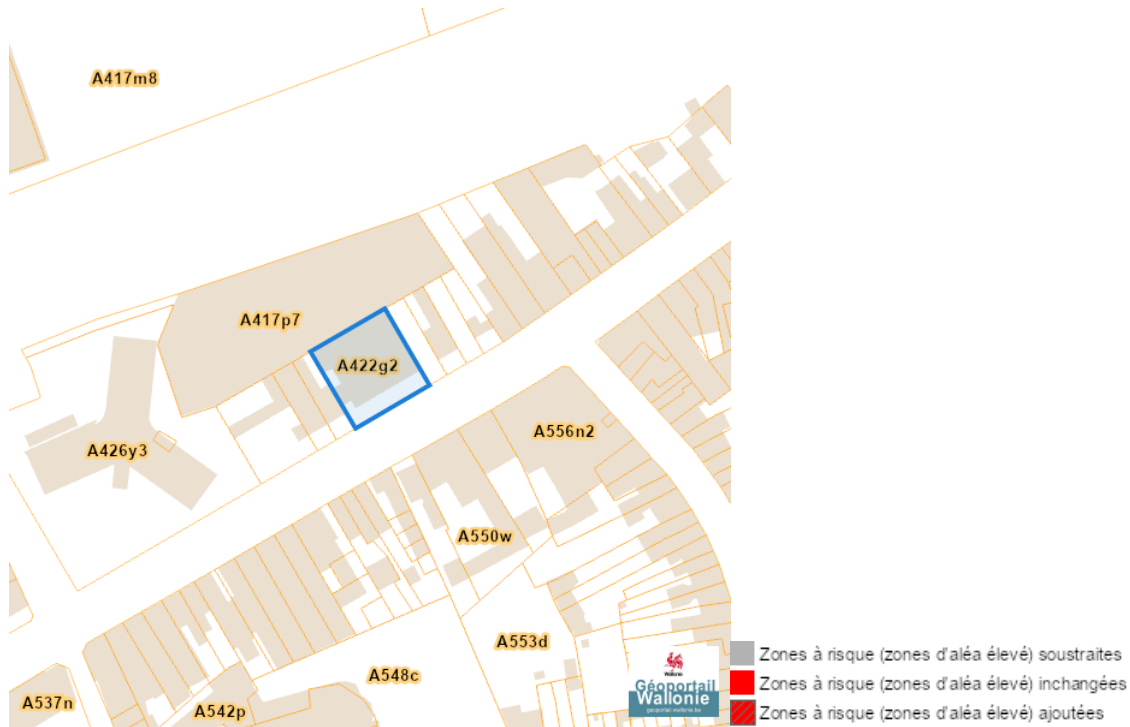 A417m8
A417p7
A422g2
A426y3
A556n2
A550w
A553d
A548c
A537n
A542p
Wallonie
Géoportail
Wallonie
geoportail.wallonie.be
Zones à risque (zones d'aléa élevé) soustraites
Zones à risque (zones d'aléa élevé) inchangées
Zones à risque (zones d'aléa élevé) ajoutées